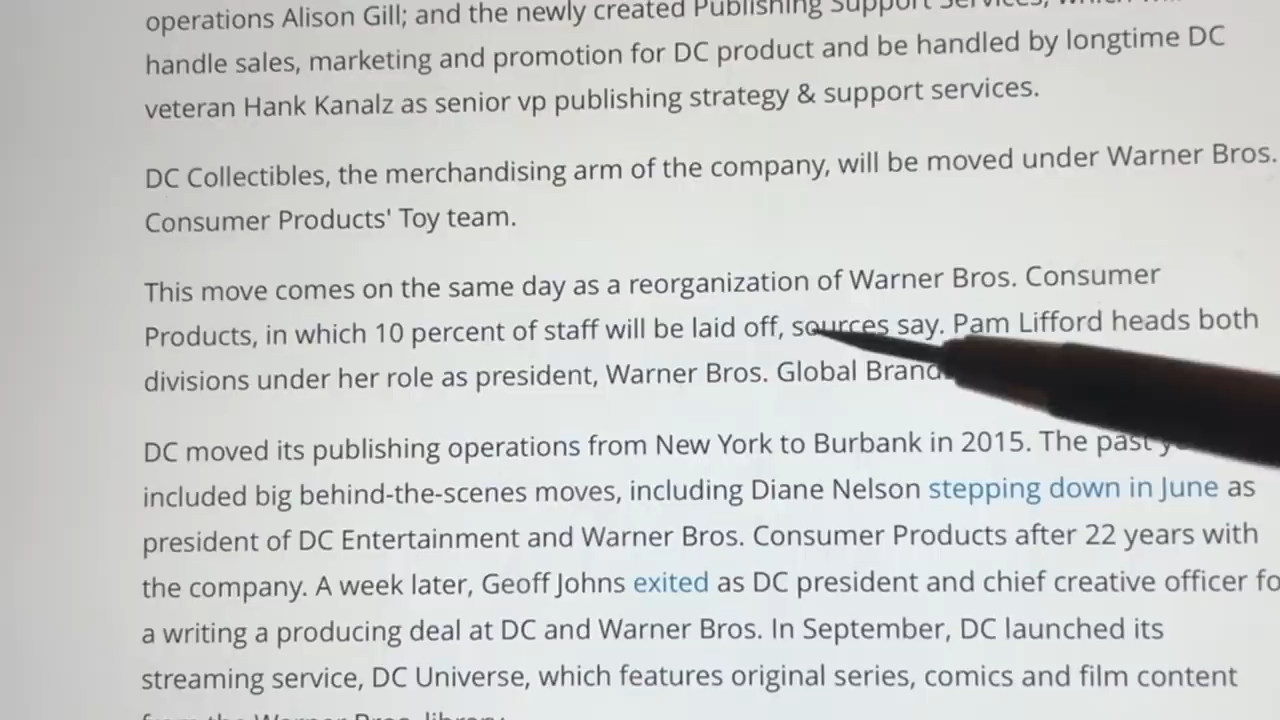 operations Alison Gill; and the newly created Publishing Support
handle sales, marketing and promotion for DC product and be handled by longtime DC
veteran Hank Kanalz as senior vp publishing strategy & support services.
DC Collectibles, the merchandising arm of the company, will be moved under Warner Bros.
Consumer Products' Toy team.
This move comes on the same day as a reorganization of Warner Bros. Consumer
Products, in which 10 percent of staff will be laid off, sources say. Pam Lifford heads both
divisions under her role as president, Warner Bros. Global Brand
DC moved its publishing operations from New York to Burbank in 2015. The past
included big behind-the-scenes moves, including Diane Nelson stepping down in June as
president of DC Entertainment and Warner Bros. Consumer Products after 22 years with
the company. A week later, Geoff Johns exited as DC president and chief creative officer fo
a writing a producing deal at DC and Warner Bros. In September, DC launched its
streaming service, DC Universe, which features original series, comics and film content
from the Warner Bros. library.